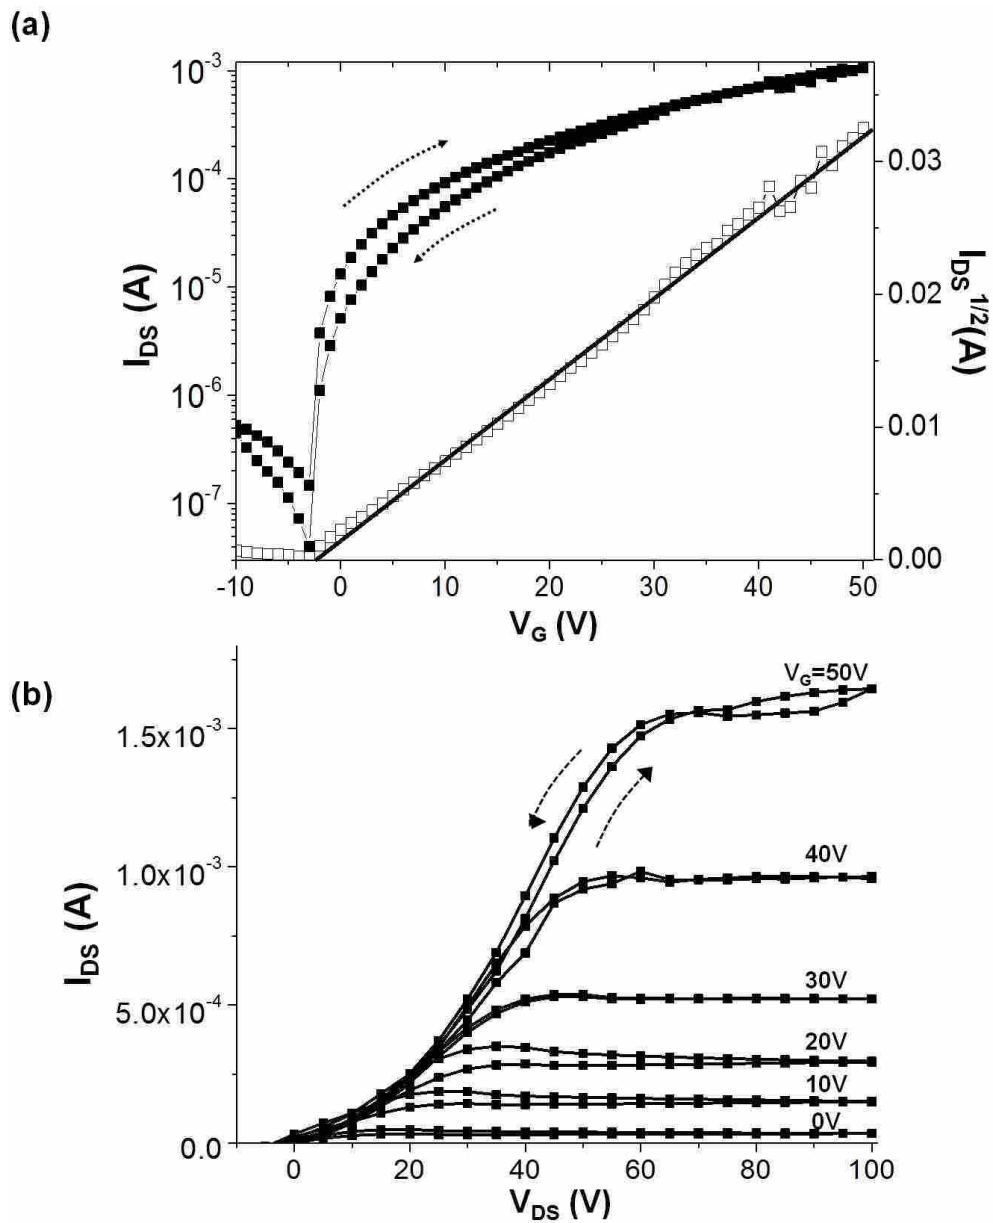 (a)
10⁻³
10⁻⁴
10⁻⁵
10⁻⁶
10⁻⁷
I_DS (A)
0.03
0.02
0.01
0.00
I_DS^1/2(A)
-10 0 10 20 30 40 50
V_G (V)
(b)
V_G=50V
40V
30V
20V
10V
0V
1.5x10⁻³
1.0x10⁻³
5.0x10⁻⁴
0.0
I_DS (A)
0 20 40 60 80 100
V_DS (V)